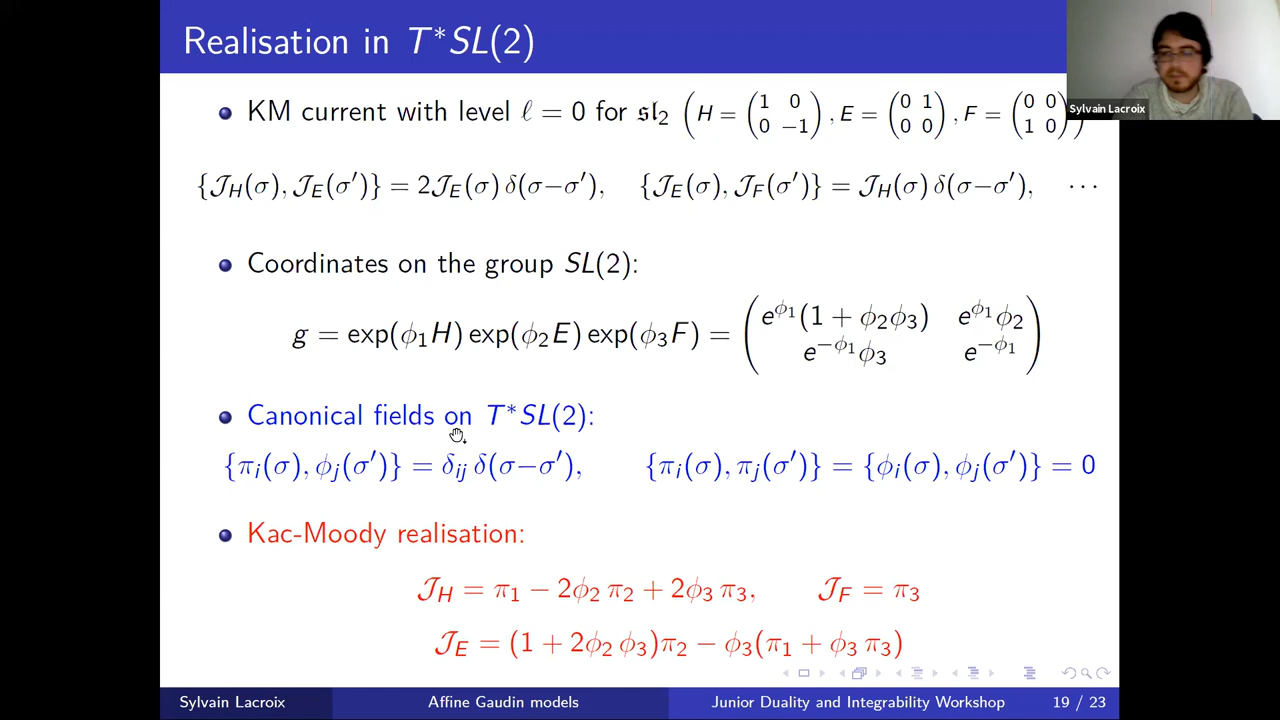 Realisation in T*SL(2)
Sylvain Lacroix
KM current with level ℓ = 0 for 𝔰𝔩₂ (H = (1 0; 0 −1), E = (0 1; 0 0), F = (0 0; 1 0))
{𝒥_H(σ), 𝒥_E(σ′)} = 2𝒥_E(σ) δ(σ−σ′), {𝒥_E(σ), 𝒥_F(σ′)} = 𝒥_H(σ) δ(σ−σ′), ⋯
Coordinates on the group SL(2):
g = exp(ϕ₁H) exp(ϕ₂E) exp(ϕ₃F) = (e^{ϕ₁}(1 + ϕ₂ϕ₃) e^{ϕ₁}ϕ₂; e^{−ϕ₁}ϕ₃ e^{−ϕ₁})
Canonical fields on T*SL(2):
{π_i(σ), ϕ_j(σ′)} = δ_{ij} δ(σ−σ′), {π_i(σ), π_j(σ′)} = {ϕ_i(σ), ϕ_j(σ′)} = 0
Kac-Moody realisation:
𝒥_H = π₁ − 2ϕ₂ π₂ + 2ϕ₃ π₃, 𝒥_F = π₃
𝒥_E = (1 + 2ϕ₂ ϕ₃)π₂ − ϕ₃(π₁ + ϕ₃ π₃)
Sylvain Lacroix Affine Gaudin models Junior Duality and Integrability Workshop 19 / 23